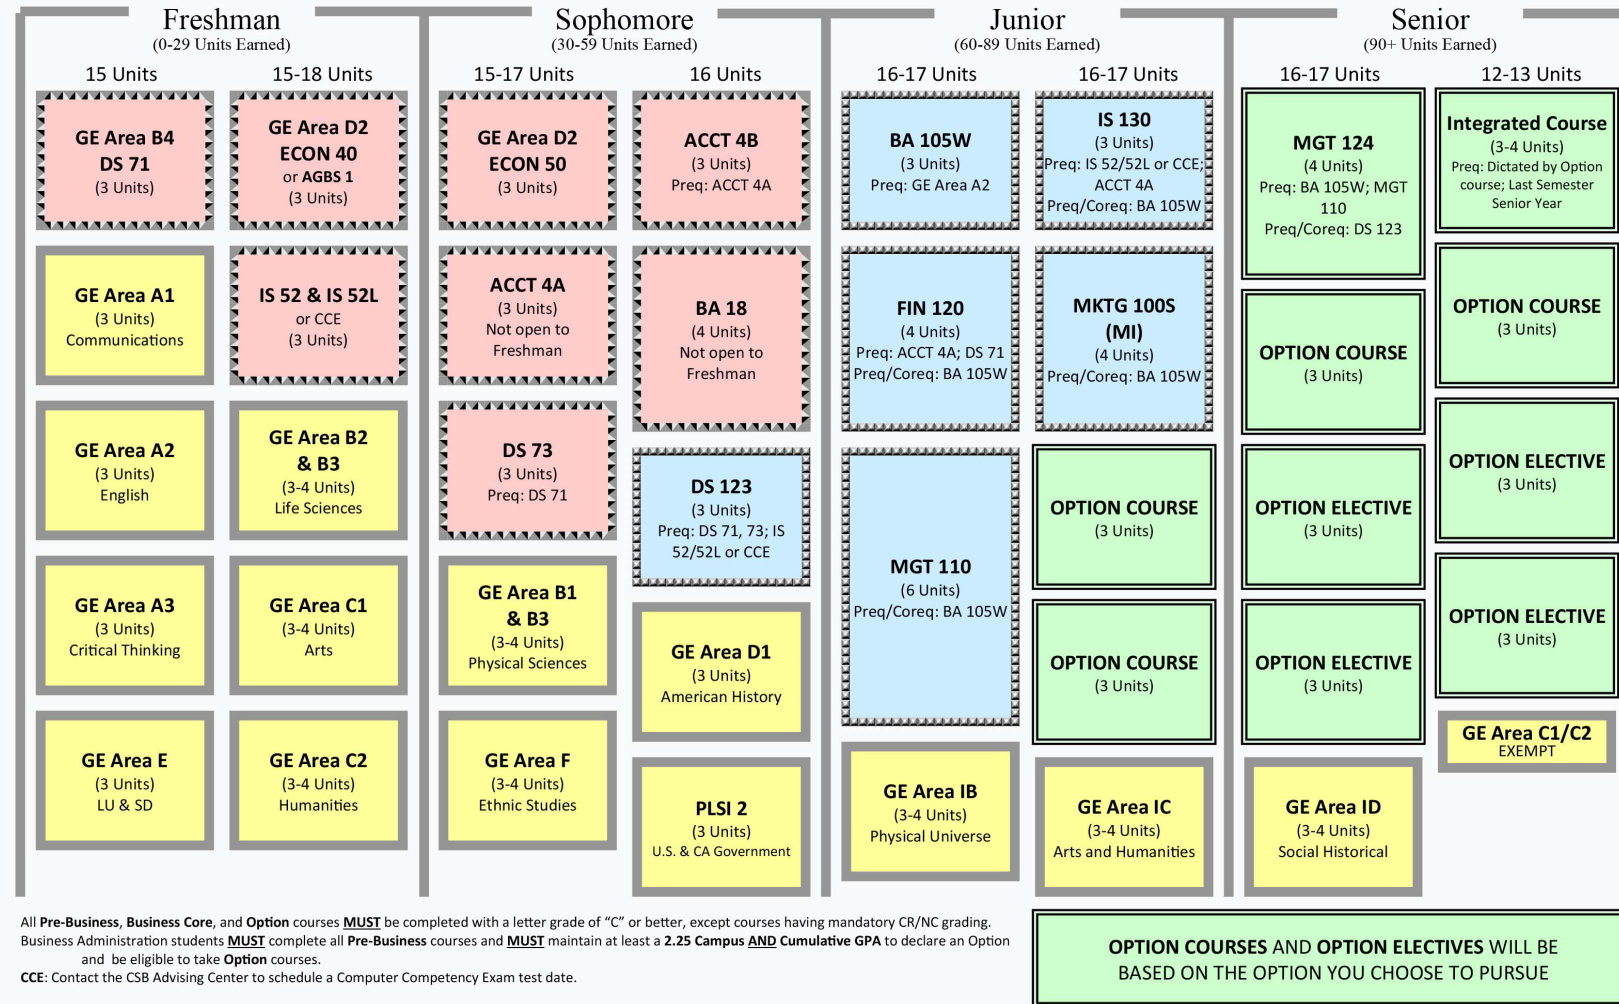 Freshman
(0-29 Units Earned)
15 Units
15-18 Units
GE Area B4
DS 71
(3 Units)
GE Area A1
(3 Units)
Communications
GE Area A2
(3 Units)
English
GE Area A3
(3 Units)
Critical Thinking
GE Area E
(3 Units)
LU & SD
GE Area D2
ECON 40
or AGBS 1
(3 Units)
IS 52 & IS 52L
or CCE
(3 Units)
GE Area B2
& B3
(3-4 Units)
Life Sciences
GE Area C1
(3-4 Units)
Arts
GE Area C2
(3-4 Units)
Humanities
Sophomore
(30-59 Units Earned)
15-17 Units
16 Units
GE Area D2
ECON 50
(3 Units)
ACCT 4A
(3 Units)
Not open to
Freshman
DS 73
(3 Units)
Preq: DS 71
GE Area B1
& B3
(3-4 Units)
Physical Sciences
GE Area F
(3-4 Units)
Ethnic Studies
ACCT 4B
(3 Units)
Preq: ACCT 4A
BA 18
(4 Units)
Not open to
Freshman
DS 123
(3 Units)
Preq: DS 71, 73; IS
52/52L or CCE
GE Area D1
(3 Units)
American History
PLSI 2
(3 Units)
U.S. & CA Government
Junior
(60-89 Units Earned)
16-17 Units
16-17 Units
BA 105W
(3 Units)
Preq: GE Area A2
FIN 120
(4 Units)
Preq: ACCT 4A; DS 71
Preq/Coreq: BA 105W
MGT 110
(6 Units)
Preq/Coreq: BA 105W
GE Area IB
(3-4 Units)
Physical Universe
IS 130
(3 Units)
Preq: IS 52/52L or CCE;
ACCT 4A
Preq/Coreq: BA 105W
MKTG 100S
(MI)
(4 Units)
Preq/Coreq: BA 105W
OPTION COURSE
(3 Units)
OPTION COURSE
(3 Units)
GE Area IC
(3-4 Units)
Arts and Humanities
Senior
(90+ Units Earned)
16-17 Units
12-13 Units
MGT 124
(4 Units)
Preq: BA 105W; MGT
110
Preq/Coreq: DS 123
OPTION COURSE
(3 Units)
OPTION ELECTIVE
(3 Units)
OPTION ELECTIVE
(3 Units)
GE Area ID
(3-4 Units)
Social Historical
Integrated Course
(3-4 Units)
Preq: Dictated by Option
course; Last Semester
Senior Year
OPTION COURSE
(3 Units)
OPTION ELECTIVE
(3 Units)
OPTION ELECTIVE
(3 Units)
GE Area C1/C2
EXEMPT
All Pre-Business, Business Core, and Option courses MUST be completed with a letter grade of “C” or better, except courses having mandatory CR/NC grading.
Business Administration students MUST complete all Pre-Business courses and MUST maintain at least a 2.25 Campus AND Cumulative GPA to declare an Option
and be eligible to take Option courses.
CCE: Contact the CSB Advising Center to schedule a Computer Competency Exam test date.
OPTION COURSES AND OPTION ELECTIVES WILL BE
BASED ON THE OPTION YOU CHOOSE TO PURSUE